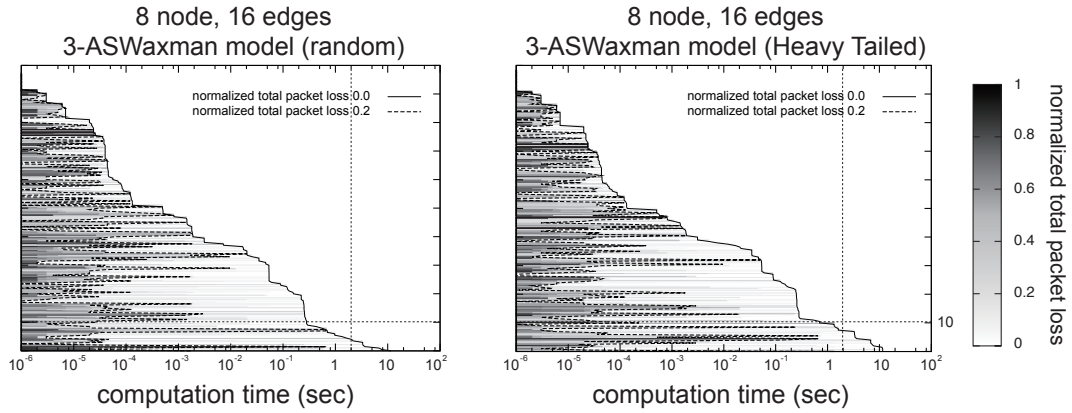 8 node, 16 edges
3-ASWaxman model (random)
normalized total packet loss 0.0
normalized total packet loss 0.2
10^-6 10^-5 10^-4 10^-3 10^-2 10^-1 1 10 10^2
computation time (sec)
8 node, 16 edges
3-ASWaxman model (Heavy Tailed)
normalized total packet loss 0.0
normalized total packet loss 0.2
10
10^-6 10^-5 10^-4 10^-3 10^-2 10^-1 1 10 10^2
computation time (sec)
1
0.8
0.6
0.4
0.2
0
normalized total packet loss